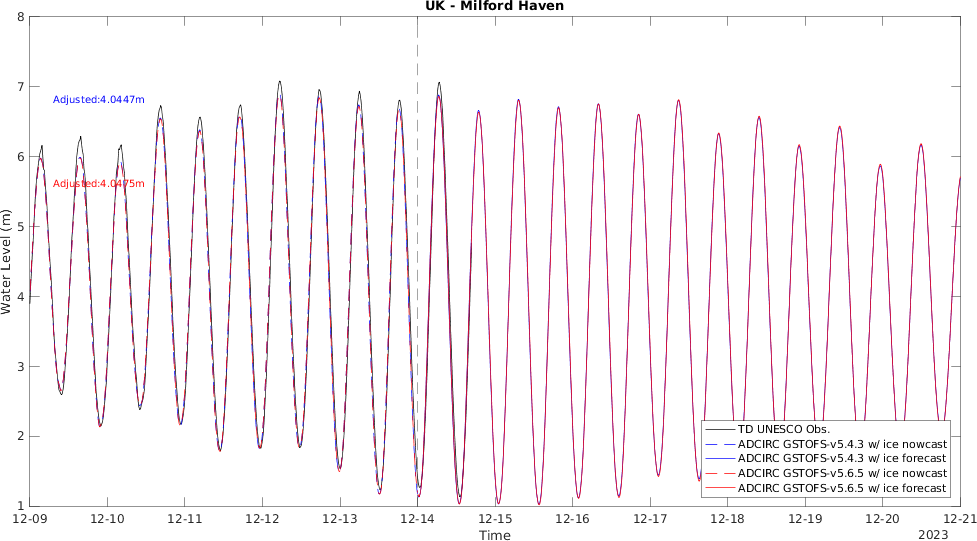 UK - Milford Haven
8
7
6
5
4
3
2
1
Water Level (m)
Adjusted:4.0447m
Adjusted:4.0475m
TD UNESCO Obs.
ADCIRC GSTOFS-v5.4.3 w/ ice nowcast
ADCIRC GSTOFS-v5.4.3 w/ ice forecast
ADCIRC GSTOFS-v5.6.5 w/ ice nowcast
ADCIRC GSTOFS-v5.6.5 w/ ice forecast
12-09 12-10 12-11 12-12 12-13 12-14 12-15 12-16 12-17 12-18 12-19 12-20 12-21
Time
2023